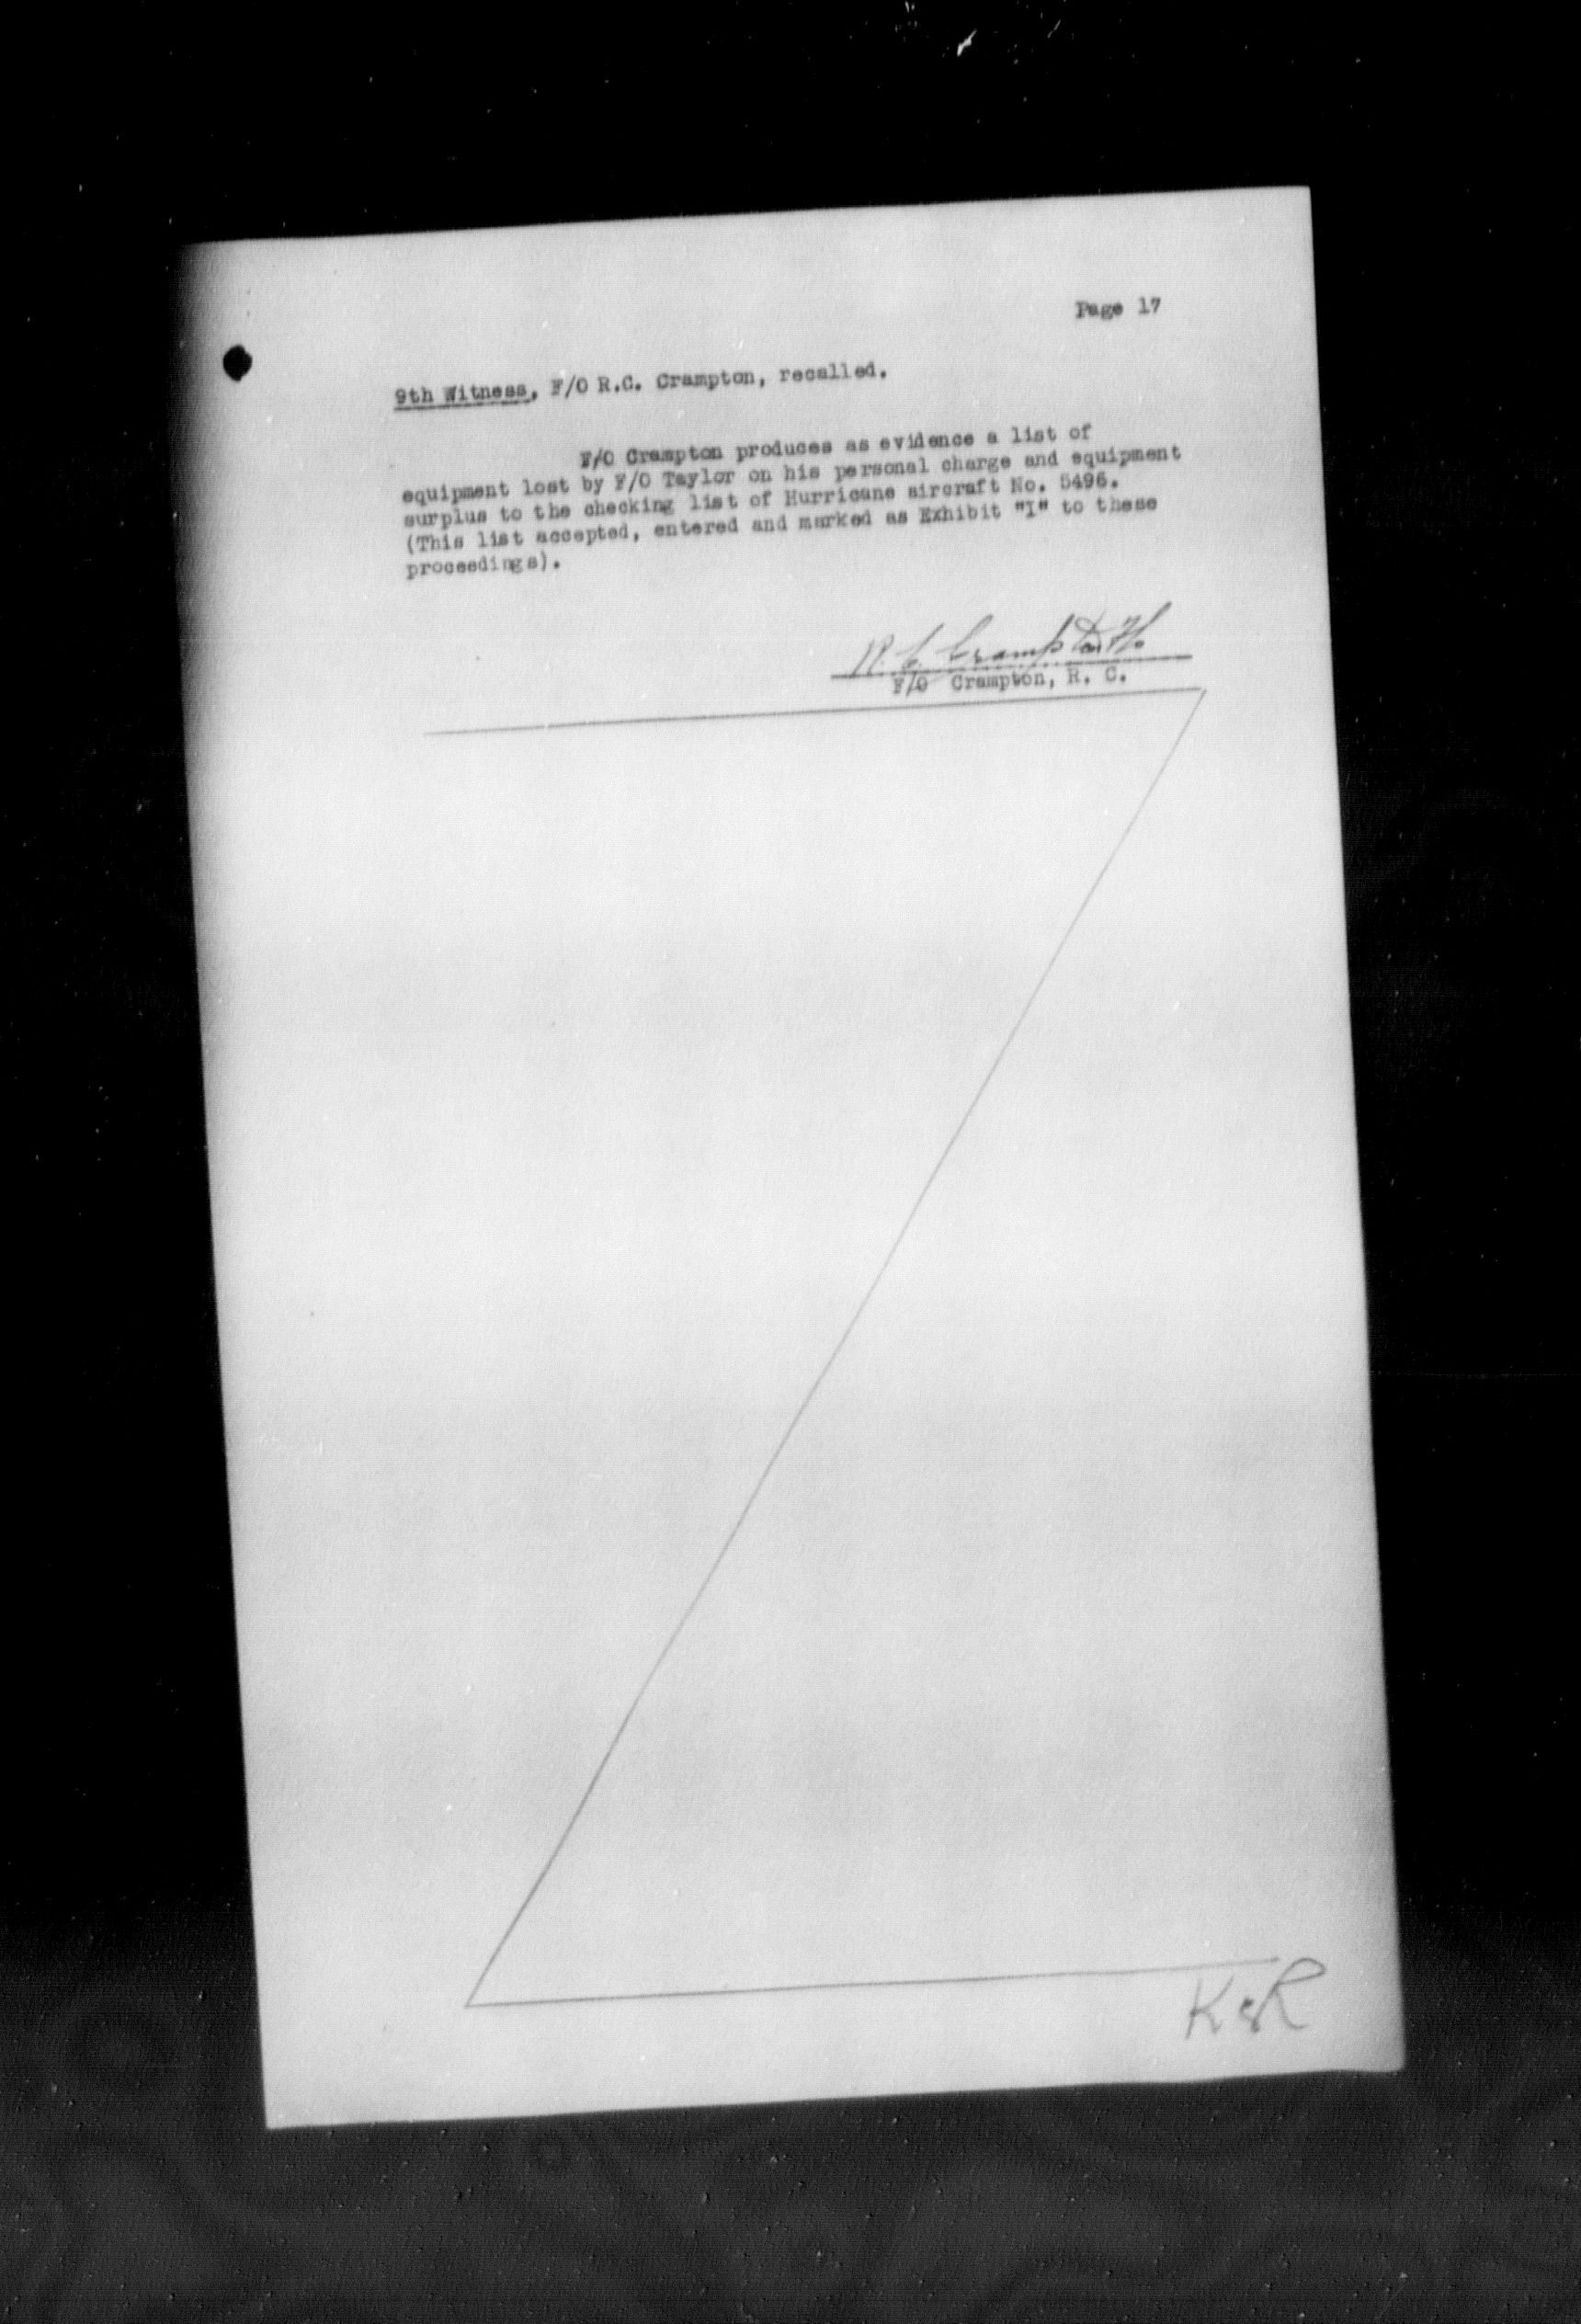 Page 17
9th Witness, F/O R.C. Crampton, recalled.
F/O Crampton produces as evidence a list of
equipment lost by F/O Taylor on his personal charge and equipment
surplus to the checking list of Hurricane aircraft No. 5496.
(This list accepted, entered and marked as Exhibit "I" to these
proceedings).
R. C. Crampton F/O
F/O Crampton, R. C.